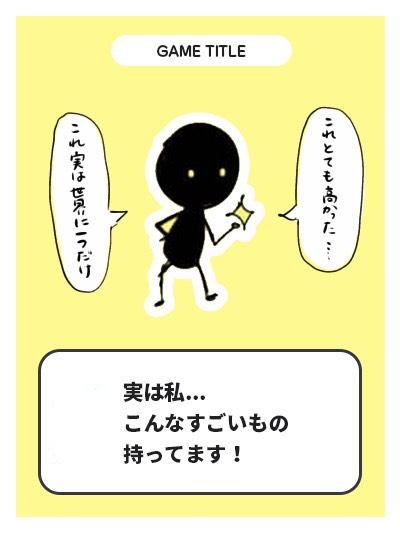 GAME TITLE
これとても高かった…
これ実は世界に一つだけ
実は私…
こんなすごいもの
持ってます！